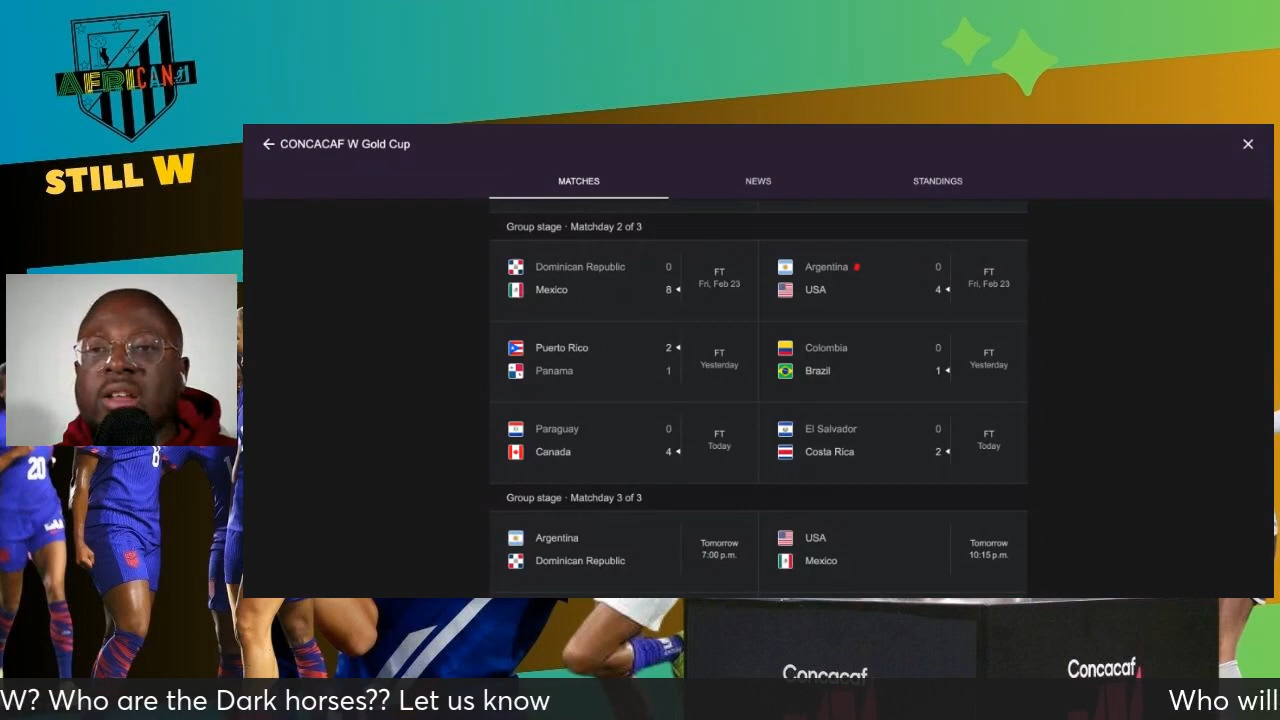 AFRICAN
STILL W
CONCACAF W Gold Cup
MATCHES
NEWS
STANDINGS
Group stage · Matchday 2 of 3
Dominican Republic 0
Mexico 8
FT
Fri, Feb 23
Argentina 0
USA 4
FT
Fri, Feb 23
Puerto Rico 2
Panama 1
FT
Yesterday
Colombia 0
Brazil 1
FT
Yesterday
Paraguay 0
Canada 4
FT
Today
El Salvador 0
Costa Rica 2
FT
Today
Group stage · Matchday 3 of 3
Argentina
Dominican Republic
Tomorrow
7:00 p.m.
USA
Mexico
Tomorrow
10:15 p.m.
20
8
Concacaf
Concacaf
W? Who are the Dark horses?? Let us know
Who will